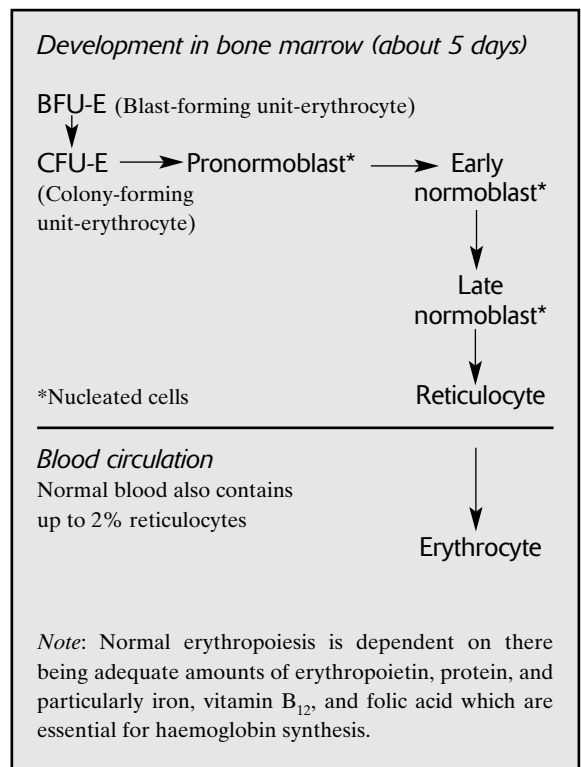 Development in bone marrow (about 5 days)
BFU-E (Blast-forming unit-erythrocyte)
CFU-E Pronormoblast* Early
normoblast*
(Colony-forming
unit-erythrocyte)
Late
normoblast*
*Nucleated cells Reticulocyte
Blood circulation
Normal blood also contains
up to 2% reticulocytes
Erythrocyte
Note: Normal erythropoiesis is dependent on there
being adequate amounts of erythropoietin, protein, and
particularly iron, vitamin B12, and folic acid which are
essential for haemoglobin synthesis.